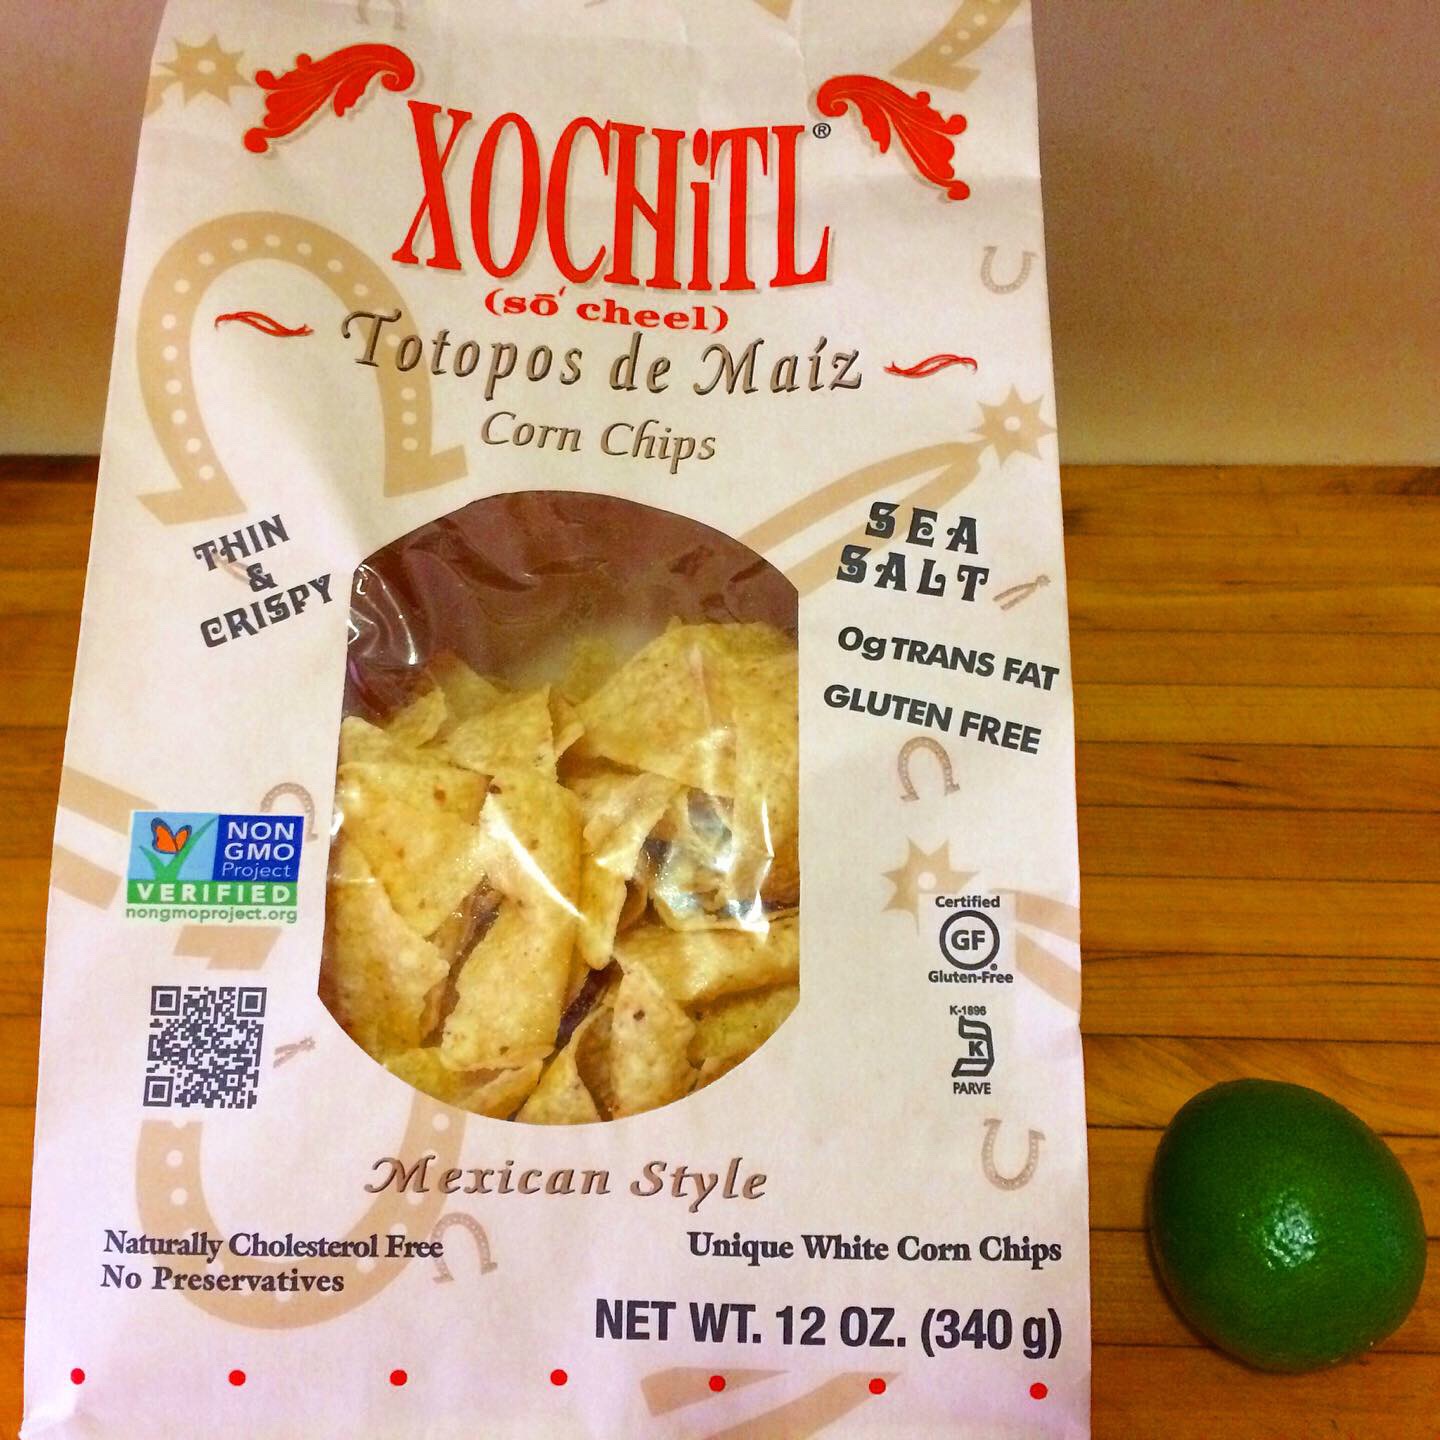 XOCHiTL®
(sō' cheel)
Totopos de Maíz
Corn Chips
THIN
&
CRISPY
SEA
SALT
0g TRANS FAT
GLUTEN FREE
NON
GMO
Project
VERIFIED
nongmoproject.org
Certified
GF
Gluten-Free
K-1896
K
PARVE
Mexican Style
Naturally Cholesterol Free
No Preservatives
Unique White Corn Chips
NET WT. 12 OZ. (340 g)